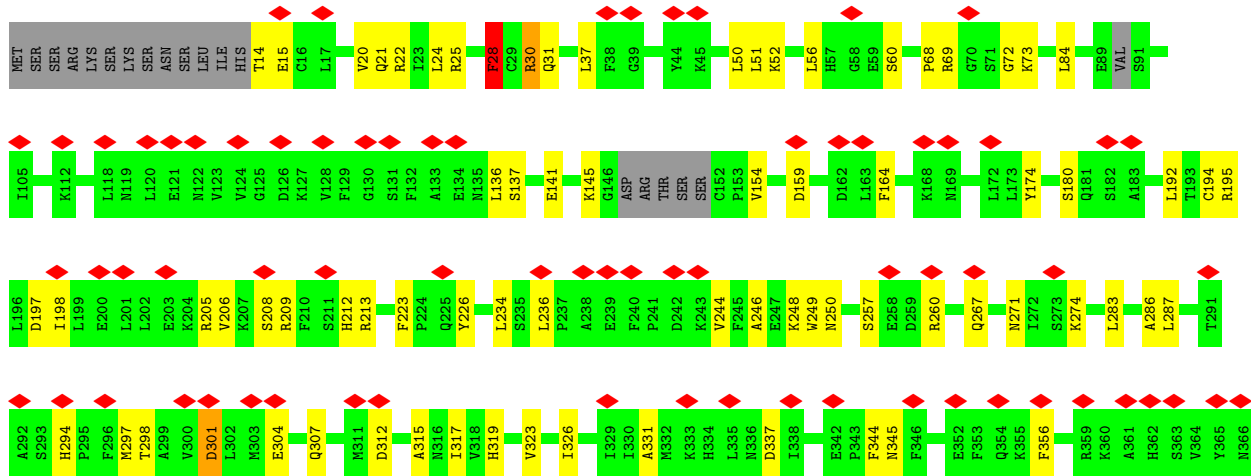 MET SER SER ARG LYS SER LYS SER ASN SER LEU ILE HIS T14 E15 C16 L17 V20 Q21 R22 I23 L24 R25 F28 C29 R30 Q31 L37 F38 G39 Y44 K45 L50 L51 K52 L56 H57 G58 E59 S60 P68 R69 G70 S71 G72 K73 L84 E89 VAL S91
I105 K112 L118 N119 L120 E121 N122 V123 V124 G125 D126 K127 V128 F129 G130 S131 F132 A133 E134 N135 L136 S137 E141 K145 G146 ASP ARG THR SER SER C152 P153 V154 D159 D162 L163 F164 K168 N169 L172 L173 Y174 S180 Q181 S182 A183 L192 T193 C194 R195
L196 D197 I198 L199 E200 L201 L202 E203 K204 R205 V206 K207 S208 R209 F210 S211 H212 R213 F223 P224 Q225 Y226 L234 S235 L236 P237 A238 E239 F240 P241 D242 K243 V244 F245 A246 E247 K248 W249 N250 S257 E258 D259 R260 Q267 N271 I272 S273 K274 L283 A286 L287 T291
A292 S293 H294 P295 F296 M297 T298 A299 V300 D301 L302 M303 E304 Q307 M311 D312 A315 N316 I317 V318 H319 V323 I326 I329 I330 A331 M332 K333 H334 L335 N336 D337 I338 E342 P343 F344 N345 F346 E352 F353 Q354 K355 F356 R359 K360 A361 H362 S363 V364 Y365 N366